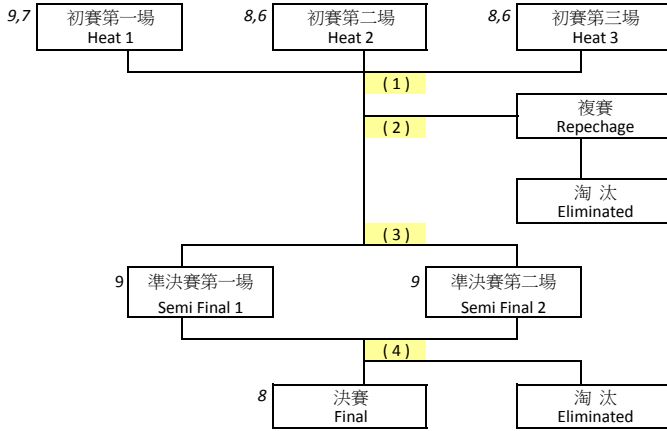 9,7
初賽第一場
Heat 1
8,6
初賽第二場
Heat 2
8,6
初賽第三場
Heat 3
( 1 )
( 2 )
複賽
Repechage
淘 汰
Eliminated
( 3 )
9
準決賽第一場
Semi Final 1
9
準決賽第二場
Semi Final 2
( 4 )
8
決賽
Final
淘 汰
Eliminated